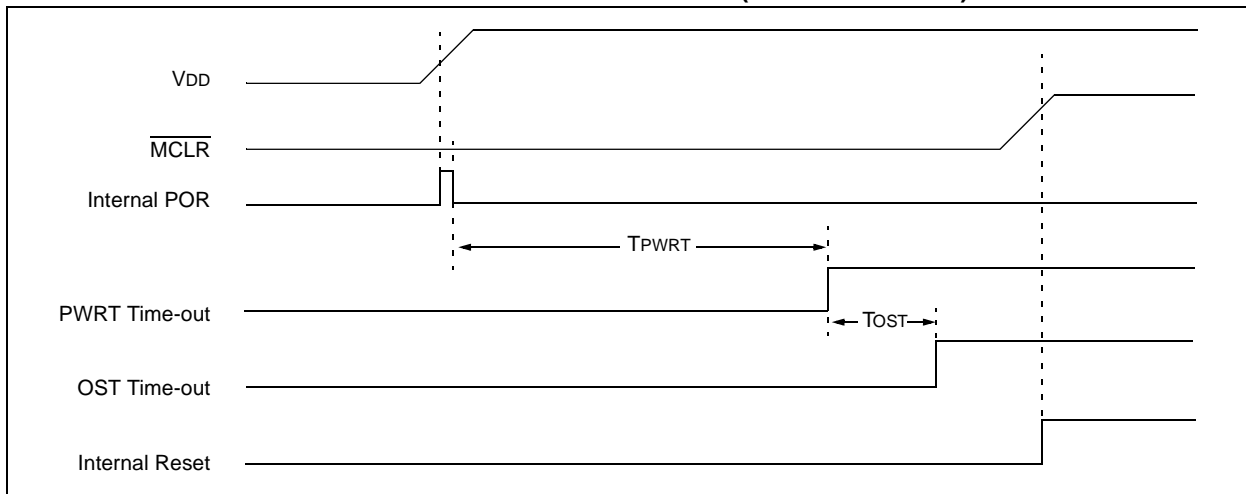 VDD
MCLR
Internal POR
TPWRT
PWRT Time-out
TOST
OST Time-out
Internal Reset